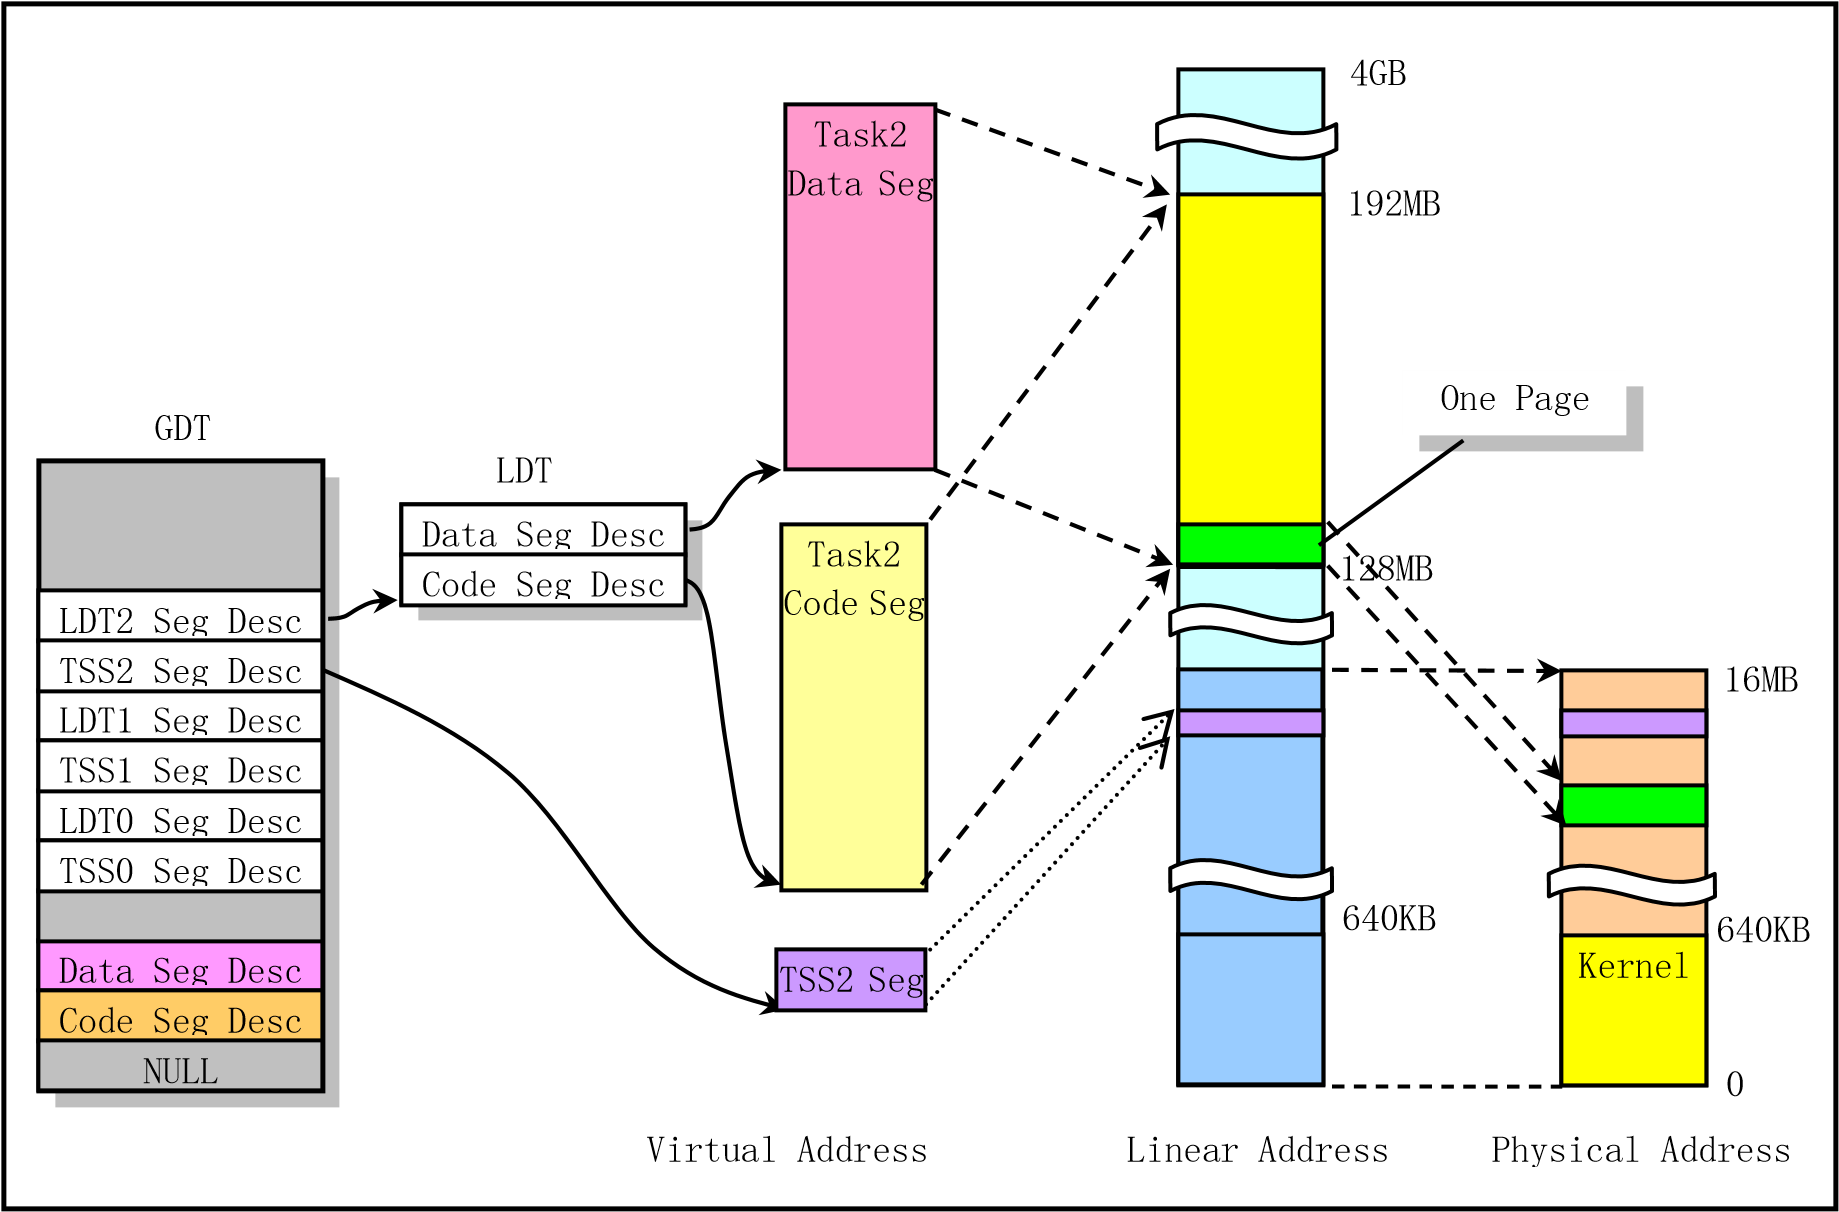 GDT
LDT2 Seg Desc
TSS2 Seg Desc
LDT1 Seg Desc
TSS1 Seg Desc
LDT0 Seg Desc
TSS0 Seg Desc
Data Seg Desc
Code Seg Desc
NULL
LDT
Data Seg Desc
Code Seg Desc
Task2
Data Seg
Task2
Code Seg
TSS2 Seg
4GB
192MB
One Page
128MB
640KB
16MB
640KB
Kernel
0
Virtual Address
Linear Address
Physical Address